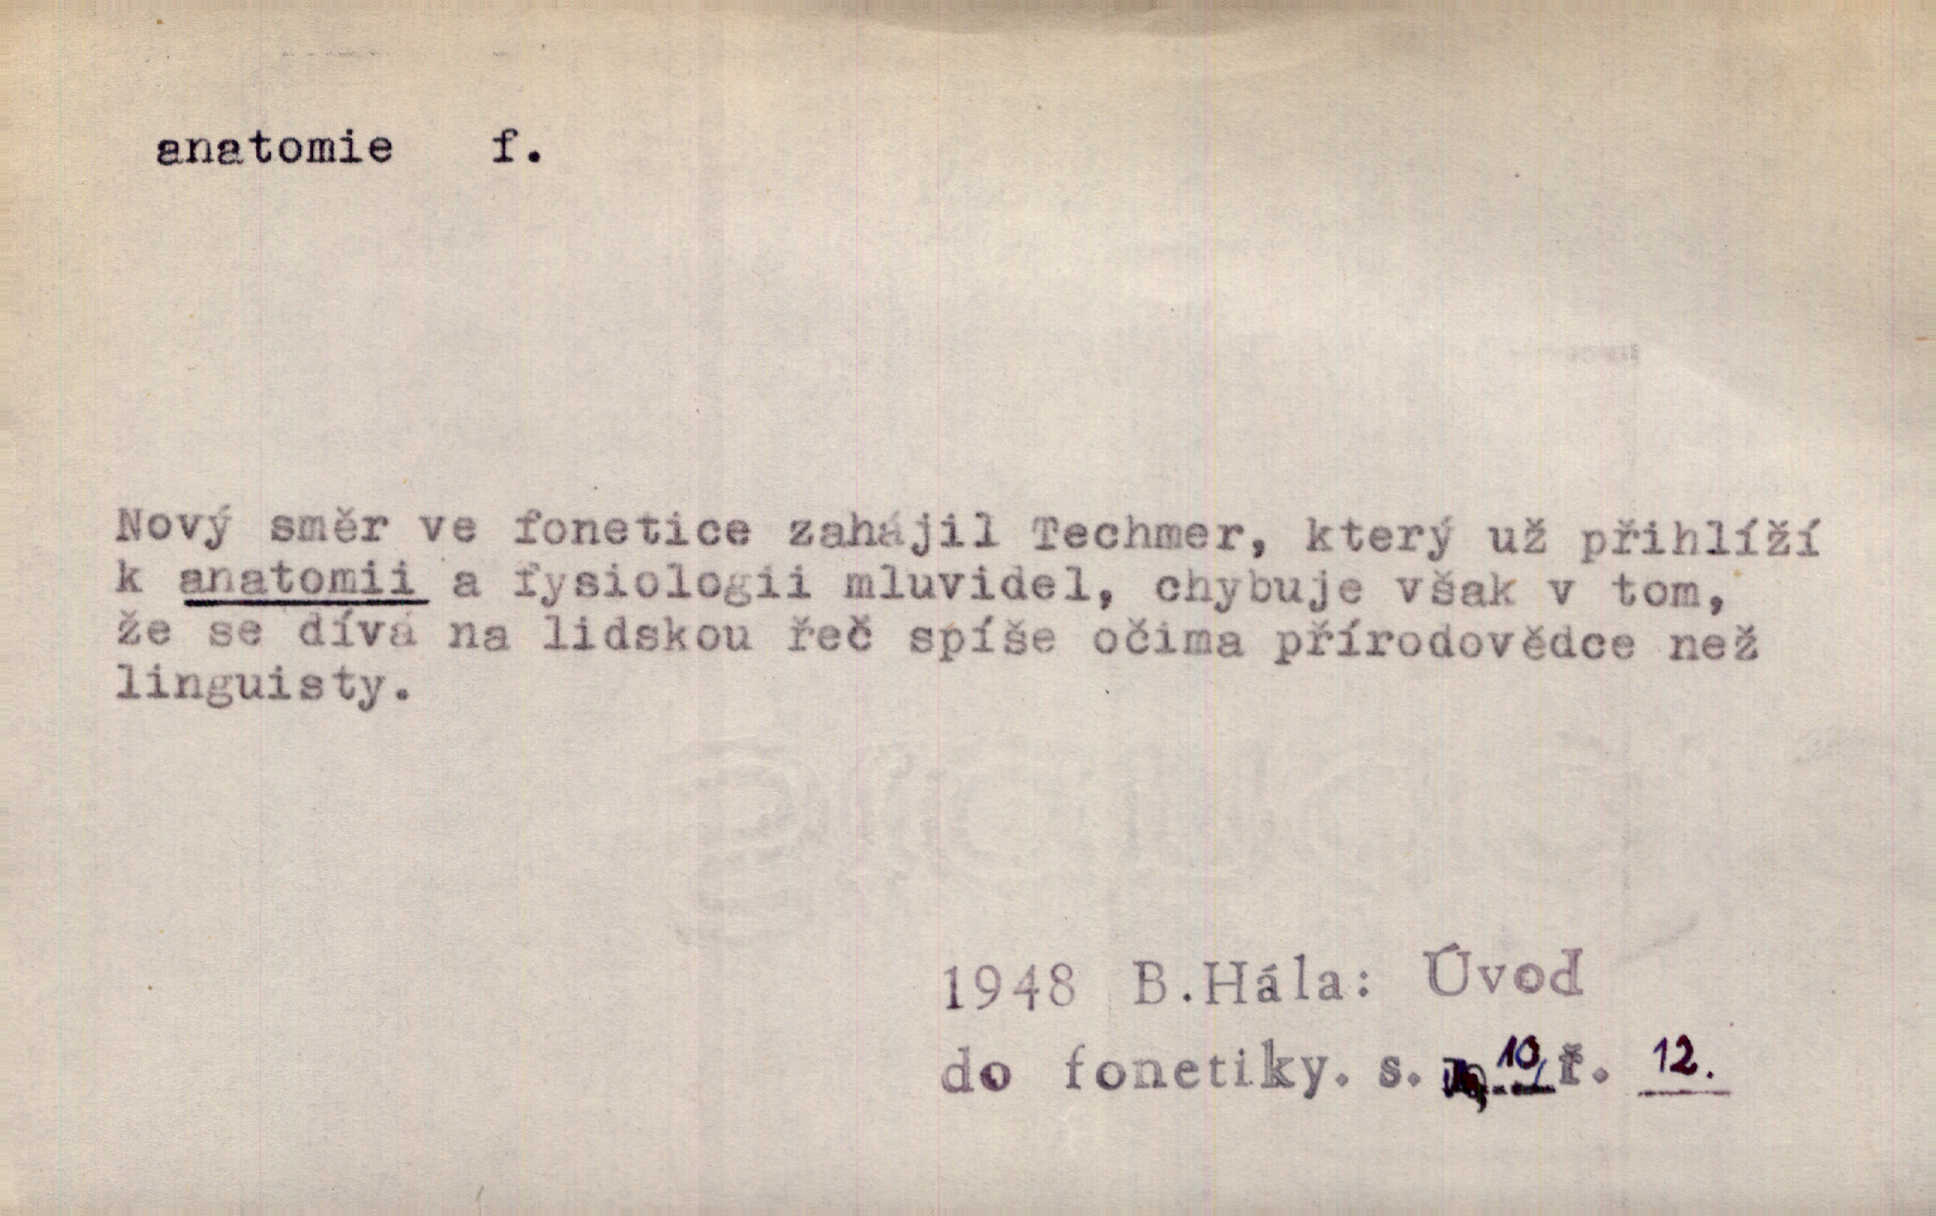 anatomie f.
Nový směr ve fonetice zahájil Techmer, který už přihlíží
k anatomii a fysiologii mluvidel, chybuje však v tom,
že se dívá na lidskou řeč spíše očima přírodovědce než
linguisty.
1948 B.Hála: Úvod
do fonetiky. s. 10, ř. 12.